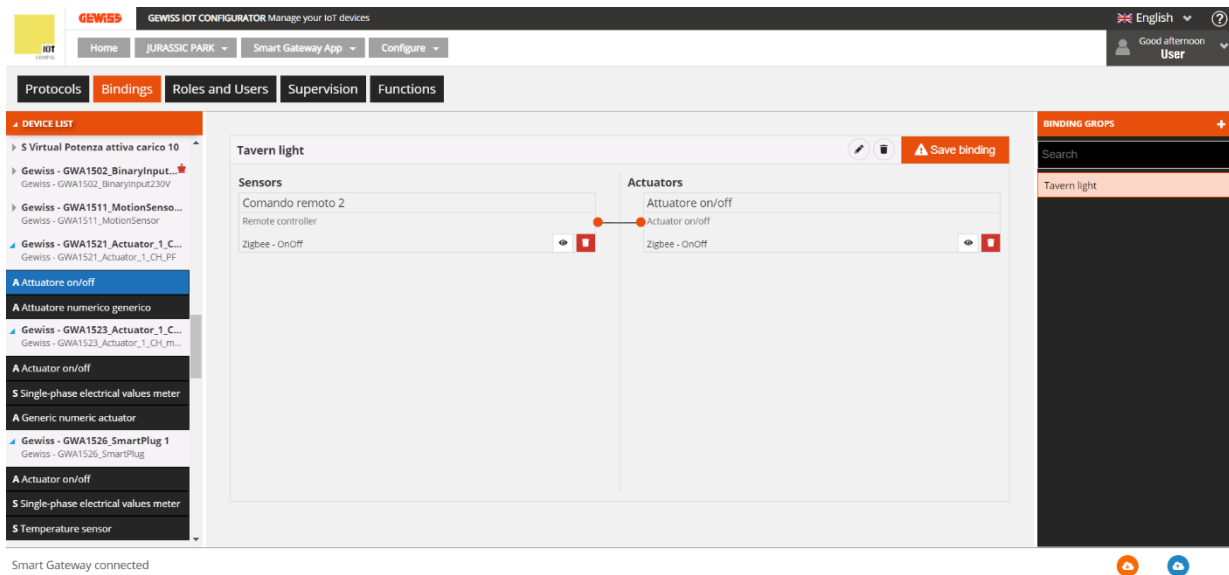 GEWISS
GEWISS IOT CONFIGURATOR Manage your IoT devices
English
IOT
Home
JURASSIC PARK
Smart Gateway App
Configure
Good afternoon
User
Protocols
Bindings
Roles and Users
Supervision
Functions
DEVICE LIST
S Virtual Potenza attiva carico 10
Gewiss - GWA1502_BinaryInput...
Gewiss - GWA1502_BinaryInput230V
Gewiss - GWA1511_MotionSenso...
Gewiss - GWA1511_MotionSensor
Gewiss - GWA1521_Actuator_1_C...
Gewiss - GWA1521_Actuator_1_CH_PF
A Attuatore on/off
A Attuatore numerico generico
Gewiss - GWA1523_Actuator_1_C...
Gewiss - GWA1523_Actuator_1_CH_m...
A Actuator on/off
S Single-phase electrical values meter
A Generic numeric actuator
Gewiss - GWA1526_SmartPlug 1
Gewiss - GWA1526_SmartPlug
A Actuator on/off
S Single-phase electrical values meter
S Temperature sensor
Tavern light
Save binding
Sensors
Comando remoto 2
Remote controller
Zigbee - OnOff
Actuators
Attuatore on/off
Actuator on/off
Zigbee - OnOff
BINDING GROPS +
Search
Tavern light
Smart Gateway connected